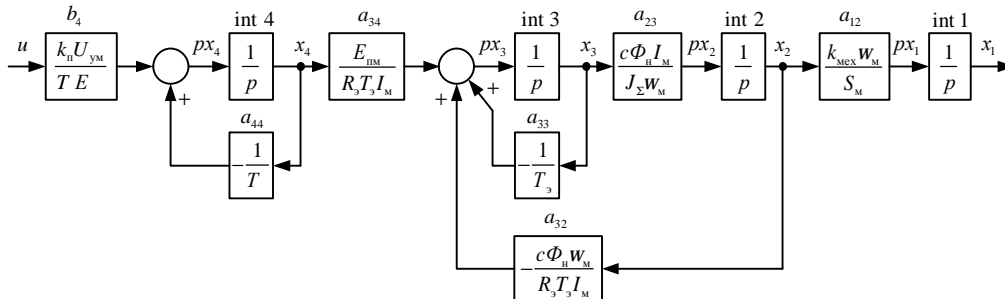 b₄ int 4 a₃₄ int 3 a₂₃ int 2 a₁₂ int 1
u kпUум / T E px₄ 1/p x₄ Eпм / RэTэIм px₃ 1/p x₃ cΦнIм / JΣwм px₂ 1/p x₂ kмехwм / Sм px₁ 1/p x₁
+ + +
a₄₄ a₃₃
−1/T −1/Tэ
a₃₂
−cΦнwм / RэTэIм